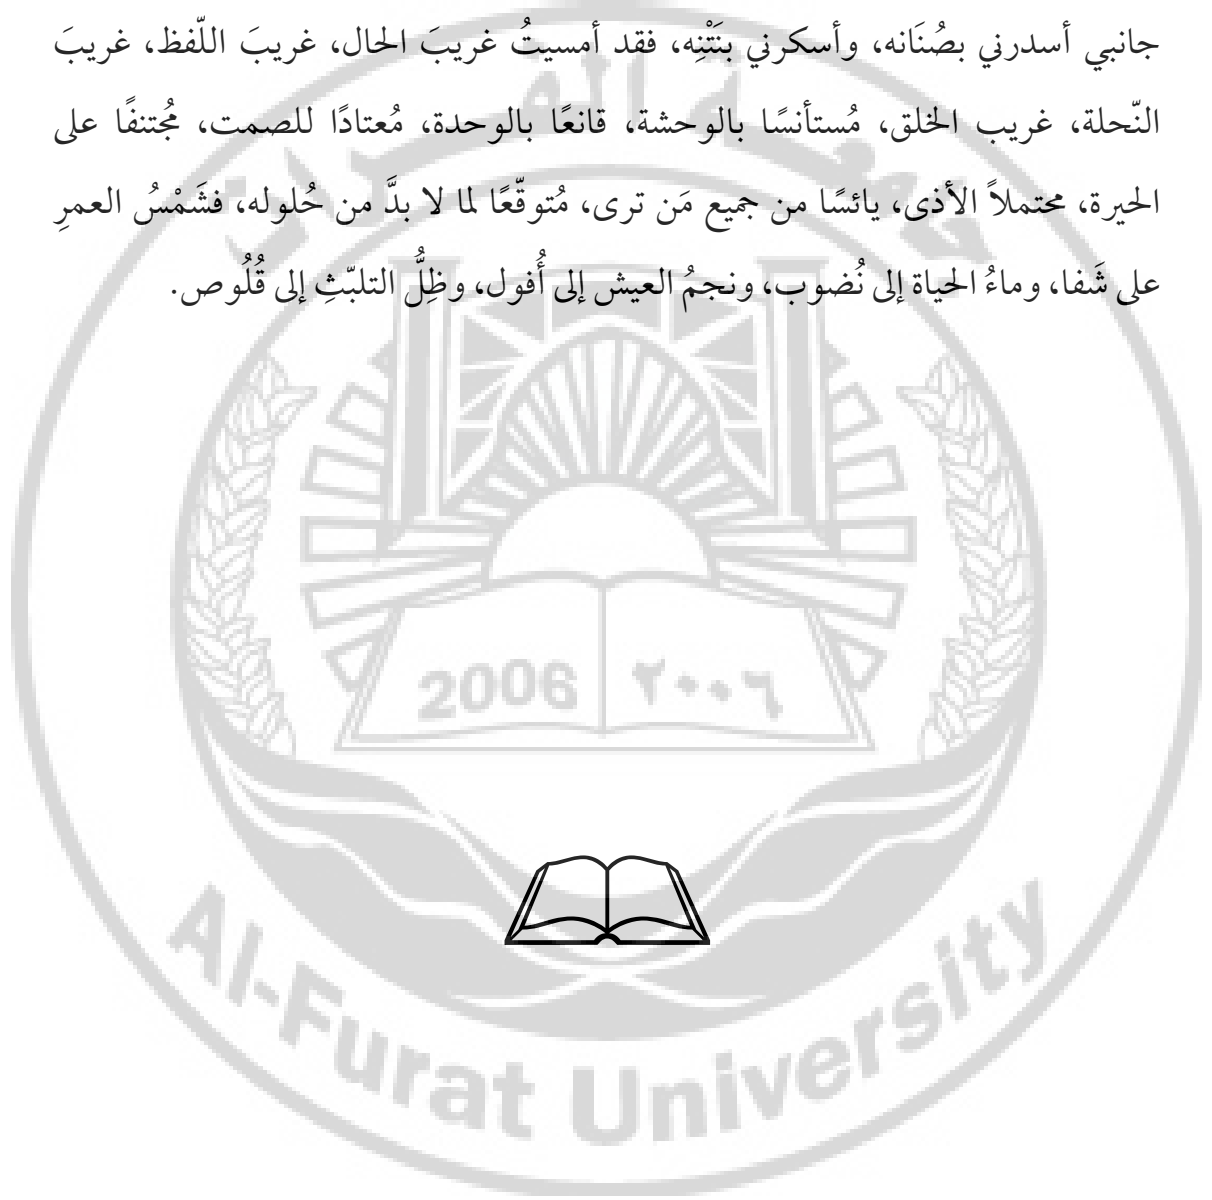 جانبي أسدرني بصُنَانه، وأسكرني بنَتْنِه، فقد أمسيتُ غريبَ الحال، غريبَ اللّفظ، غريبَ
النّحلة، غريب الخلق، مُستأنسًا بالوحشة، قانعًا بالوحدة، مُعتادًا للصمت، مُجتنفًا على
الحيرة، محتملاً الأذى، يائسًا من جميع مَن ترى، مُتوقّعًا لما لا بدَّ من حُلوله، فشَمْسُ العمرِ
على شَفا، وماءُ الحياة إلى نُضوب، ونجمُ العيش إلى أُفول، وظِلُّ التلبّثِ إلى قُلُوص.
جامعة الفرات
2006 ٢٠٠٦
Al-Furat University